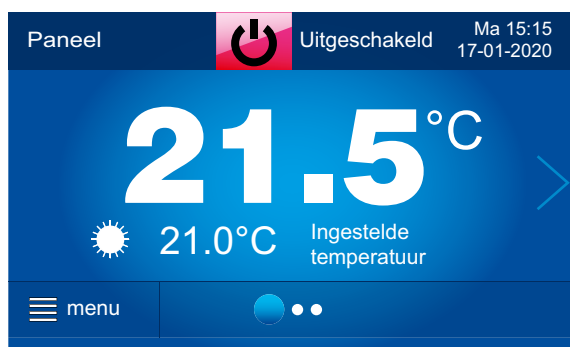 Paneel
Uitgeschakeld
Ma 15:15
17-01-2020
21.5°C
21.0°C
Ingestelde
temperatuur
menu